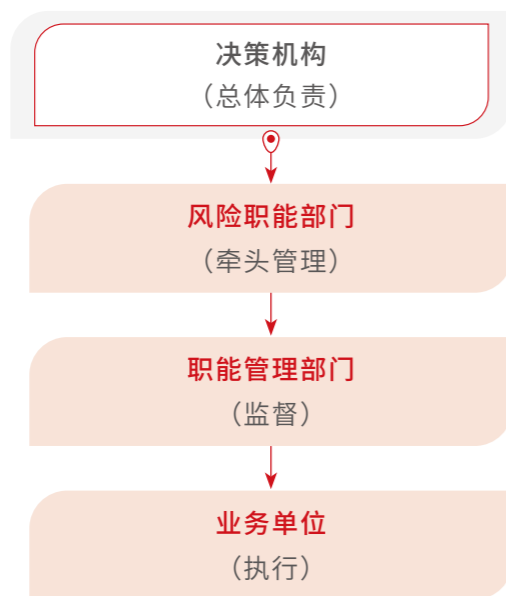 决策机构
（总体负责）
风险职能部门
（牵头管理）
职能管理部门
（监督）
业务单位
（执行）